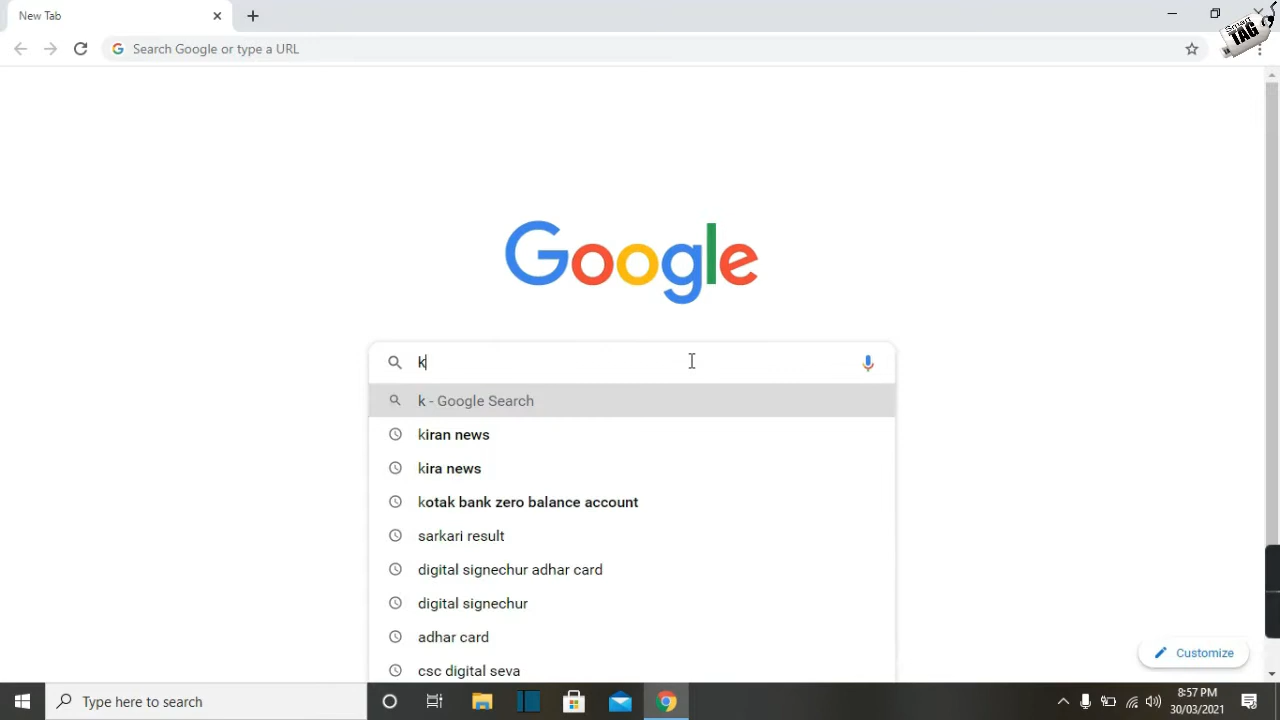 New Tab
Smart
TAG
Search Google or type a URL
Google
k
k - Google Search
kiran news
kira news
kotak bank zero balance account
sarkari result
digital signechur adhar card
digital signechur
adhar card
csc digital seva
Customize
Type here to search
8:57 PM
30/03/2021